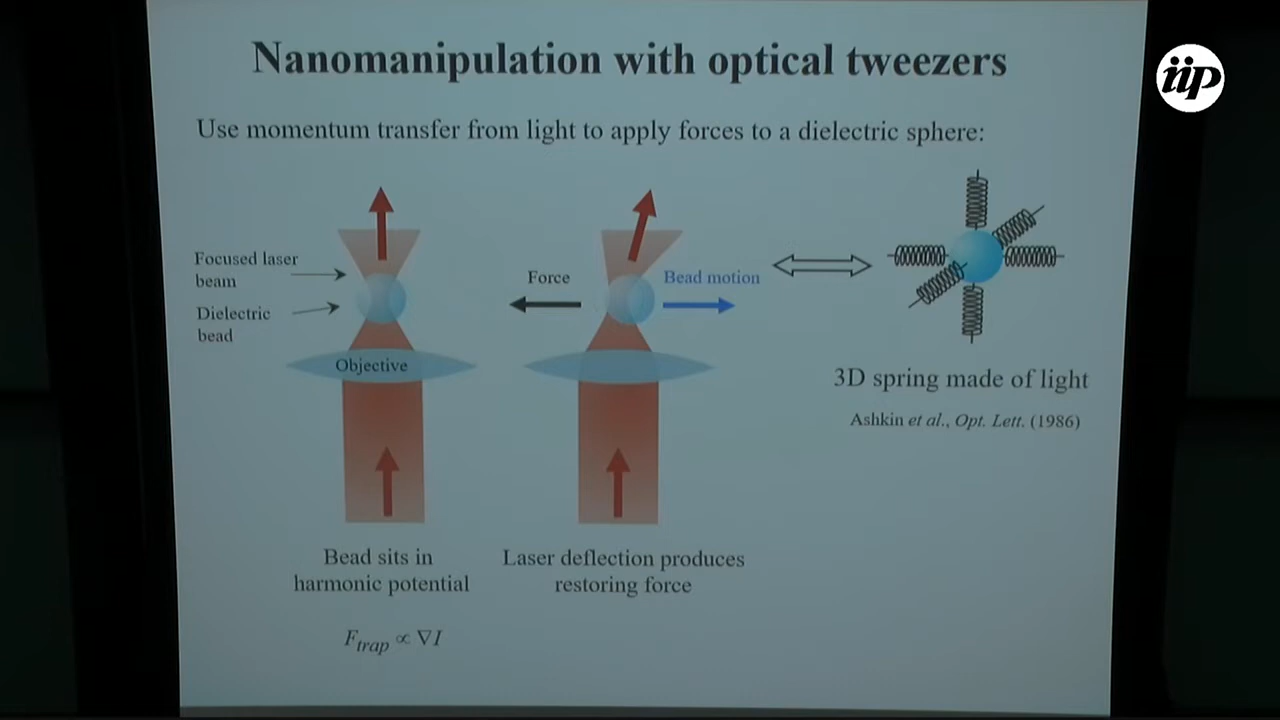 Nanomanipulation with optical tweezers
iip
Use momentum transfer from light to apply forces to a dielectric sphere:
Focused laser
beam
Dielectric
bead
Objective
Force
Bead motion
3D spring made of light
Ashkin et al., Opt. Lett. (1986)
Bead sits in
harmonic potential
Laser deflection produces
restoring force
F_trap ∝ ∇I